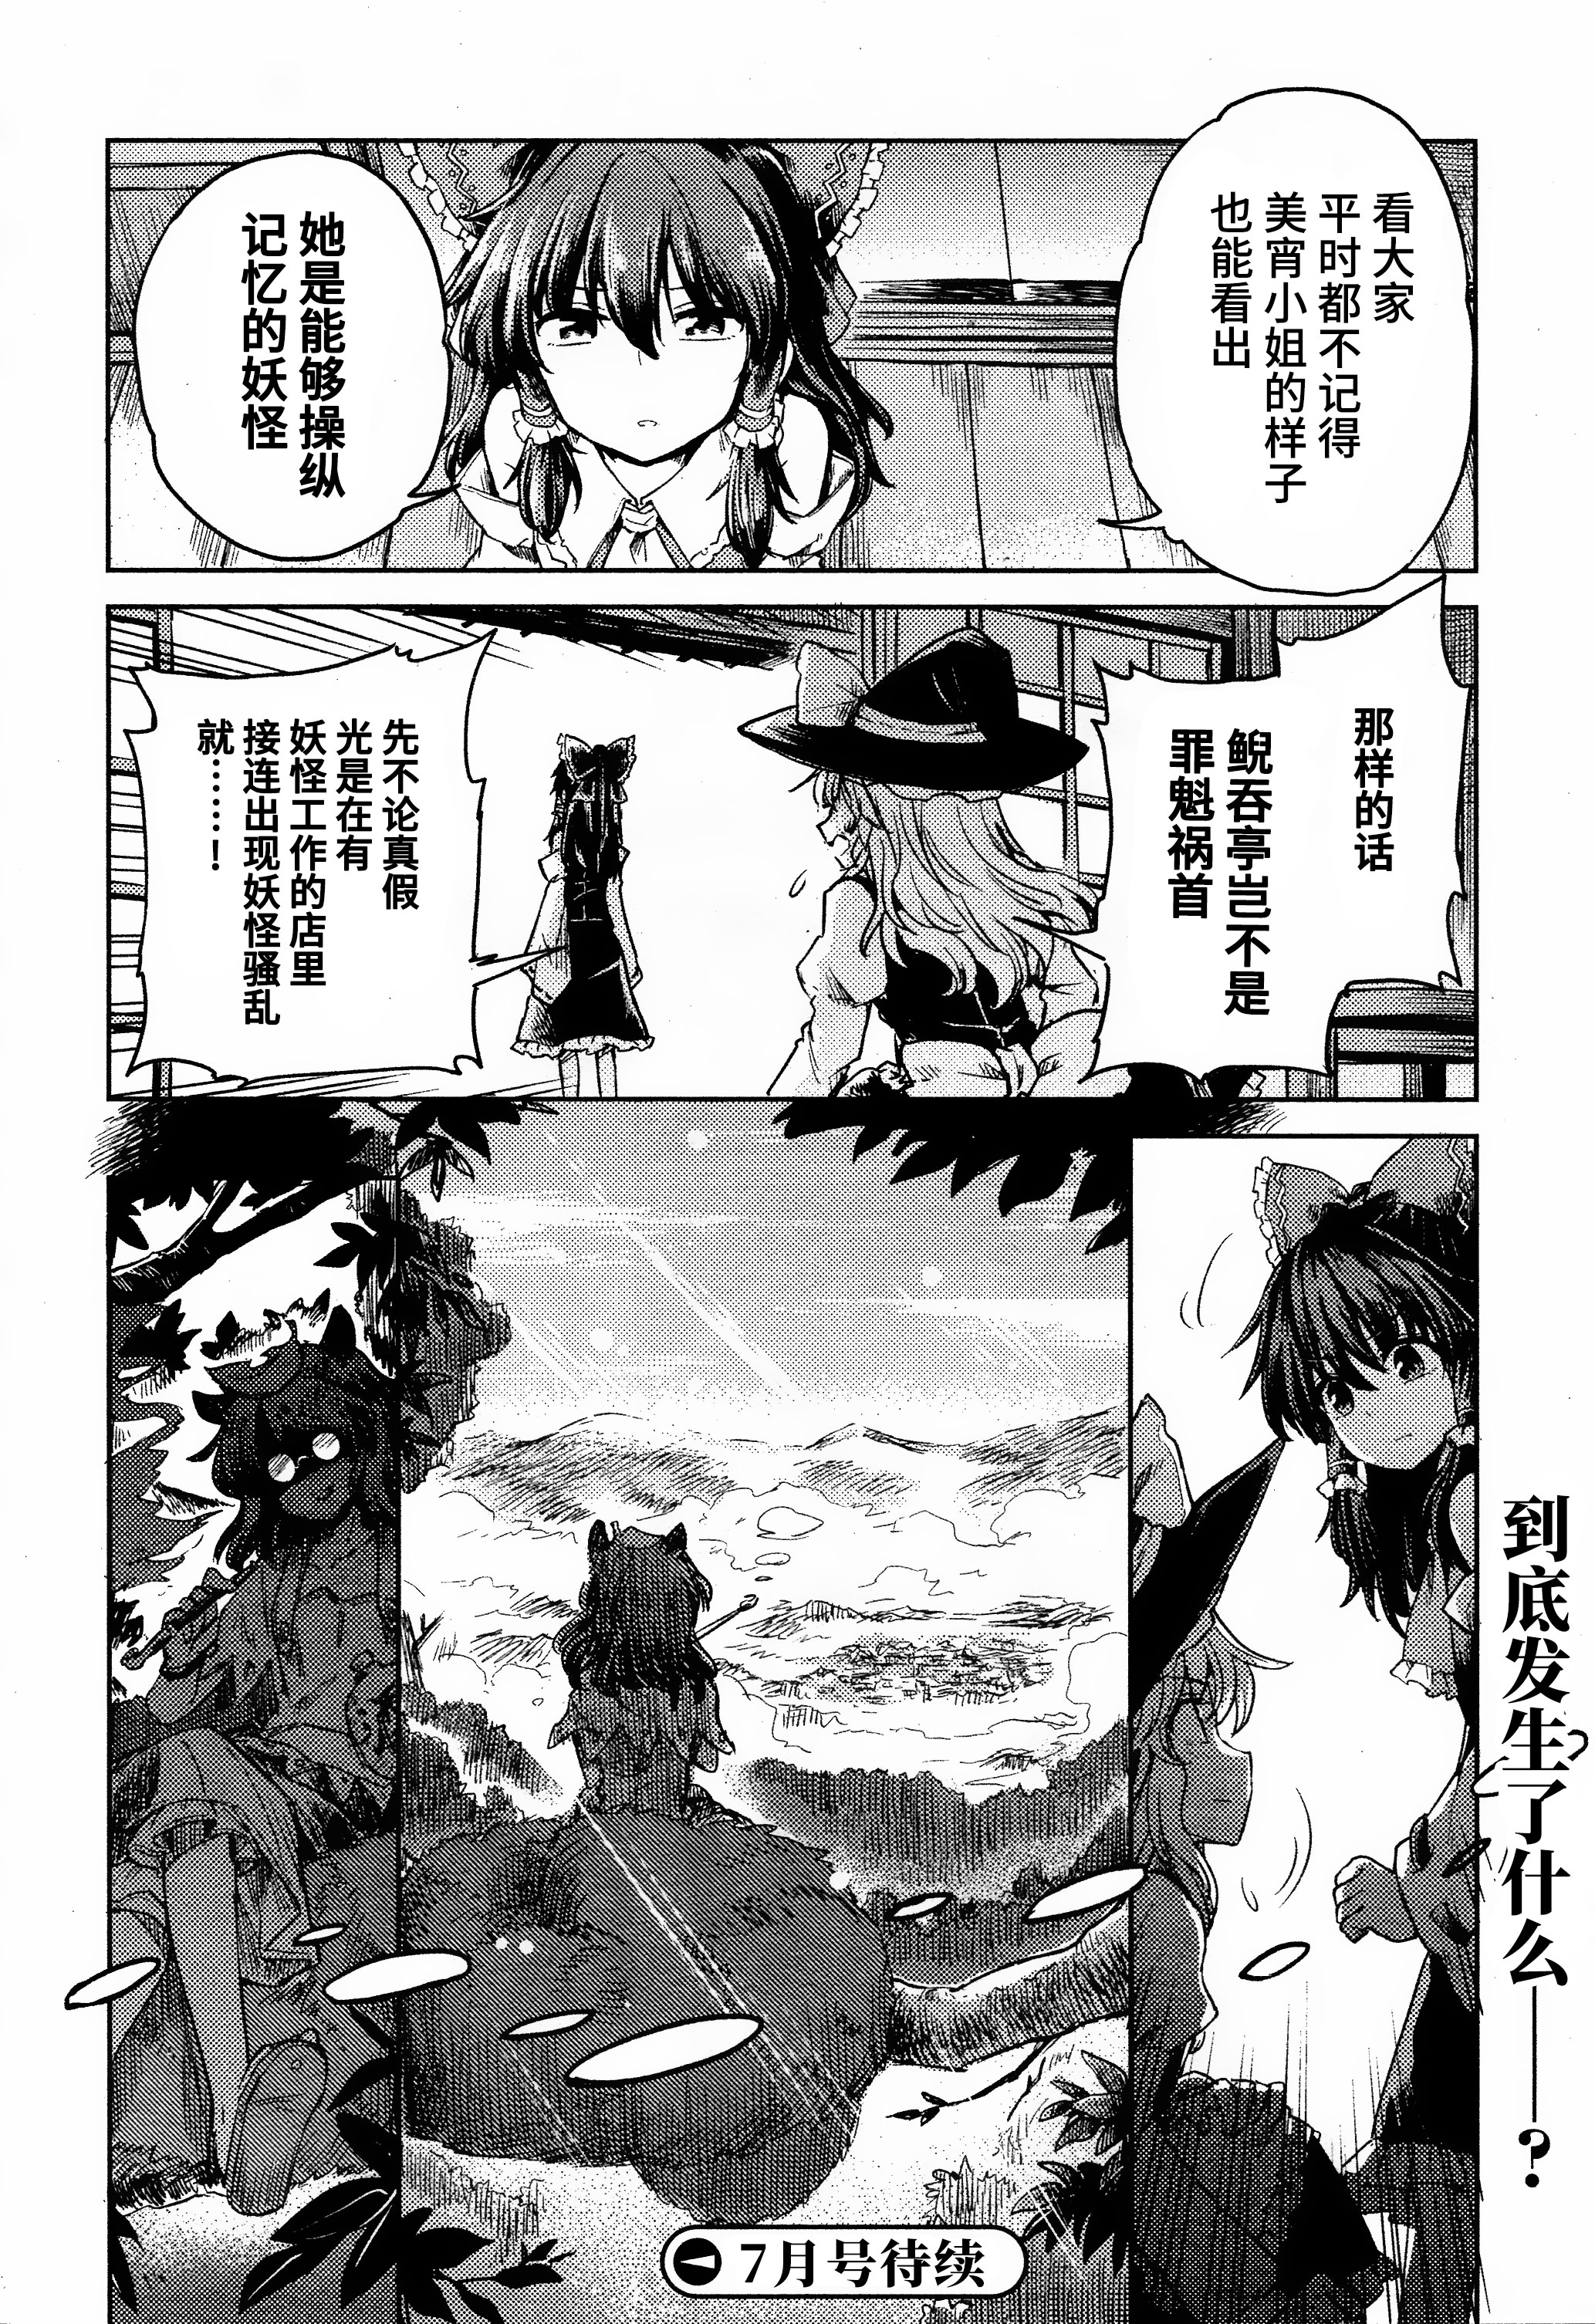 看大家
平时都不记得
美宵小姐的样子
也能看出
她是能够操纵
记忆的妖怪
那样的话
鲵吞亭岂不是
罪魁祸首
先不论真假
光是在有
妖怪工作的店里
接连出现妖怪骚乱
就……！
到底发生了什么——？
7月号待续